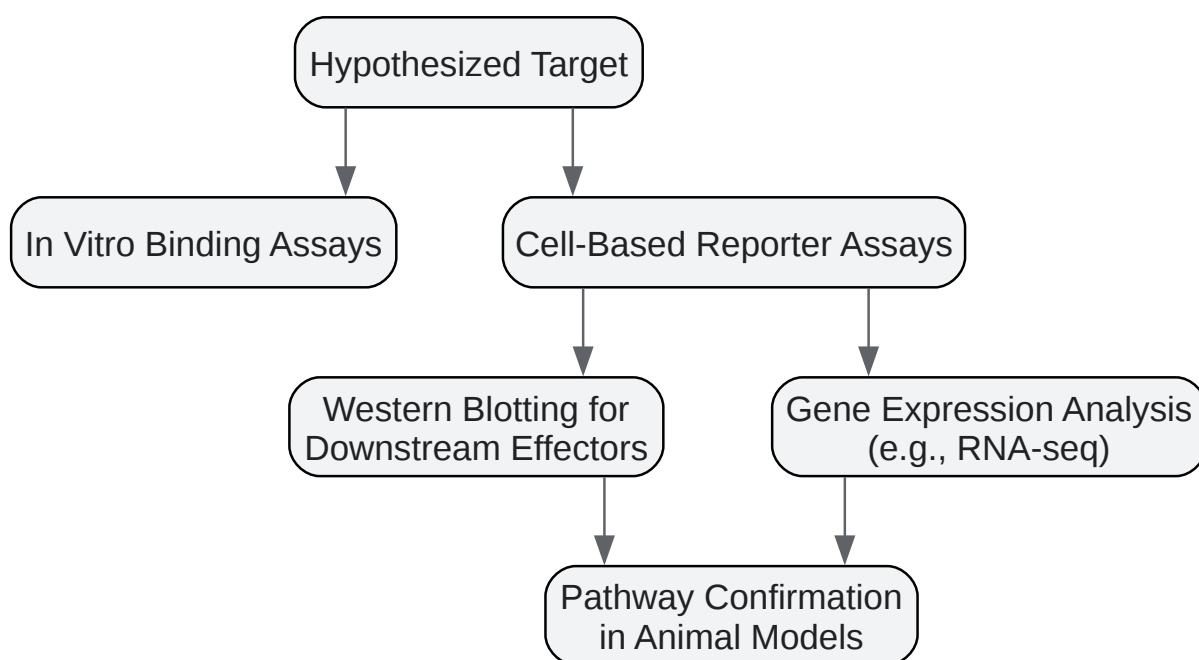 Hypothesized Target
In Vitro Binding Assays
Cell-Based Reporter Assays
Western Blotting for
Downstream Effectors
Gene Expression Analysis
(e.g., RNA-seq)
Pathway Confirmation
in Animal Models